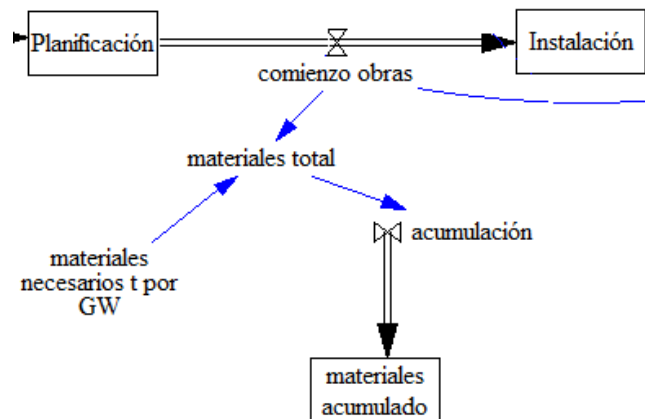 Planificación
Instalación
comienzo obras
materiales total
acumulación
materiales
necesarios t por
GW
materiales
acumulado